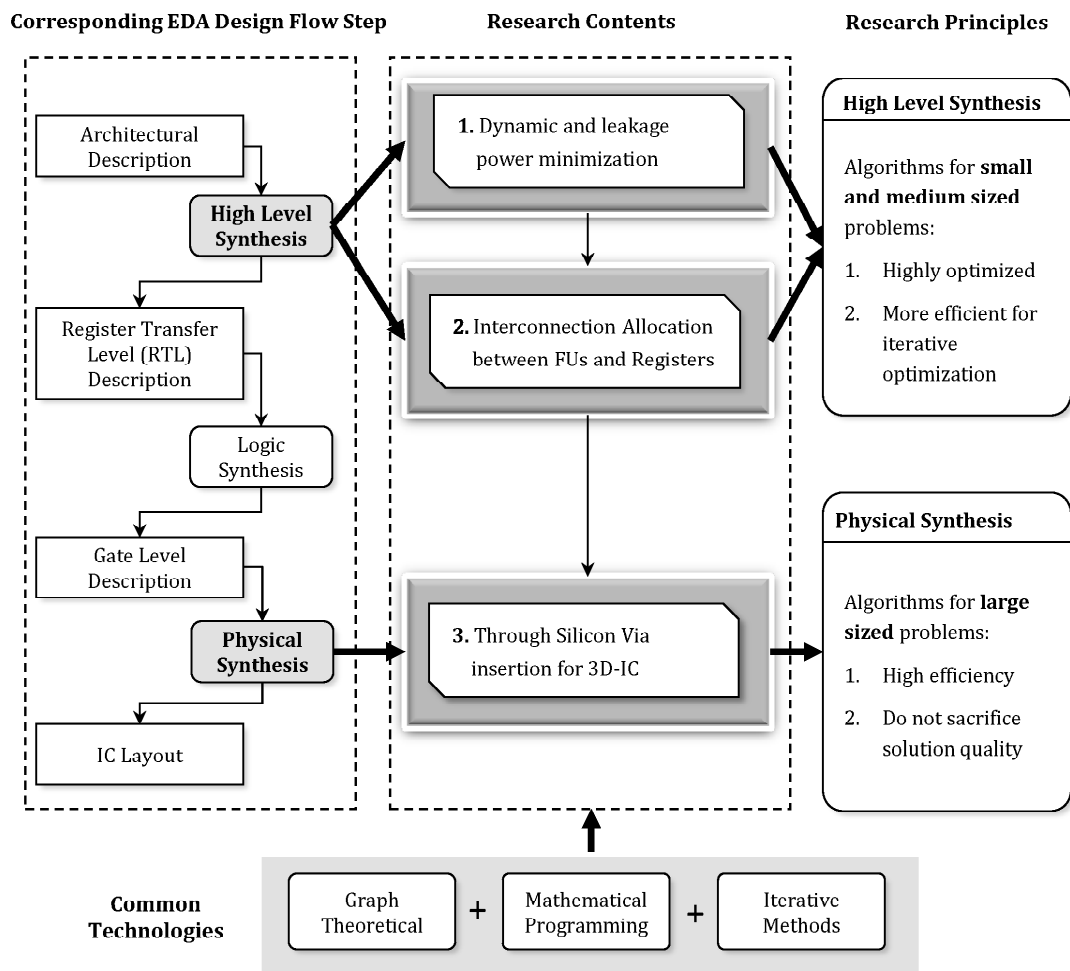 Corresponding EDA Design Flow Step
Research Contents
Research Principles
Architectural
Description
High Level
Synthesis
Register Transfer
Level (RTL)
Description
Logic
Synthesis
Gate Level
Description
Physical
Synthesis
IC Layout
1. Dynamic and leakage
power minimization
2. Interconnection Allocation
between FUs and Registers
3. Through Silicon Via
insertion for 3D-IC
High Level Synthesis
Algorithms for small
and medium sized
problems:
1. Highly optimized
2. More efficient for
iterative
optimization
Physical Synthesis
Algorithms for large
sized problems:
1. High efficiency
2. Do not sacrifice
solution quality
Common
Technologies
Graph
Theoretical
+
Mathematical
Programming
+
Iterative
Methods